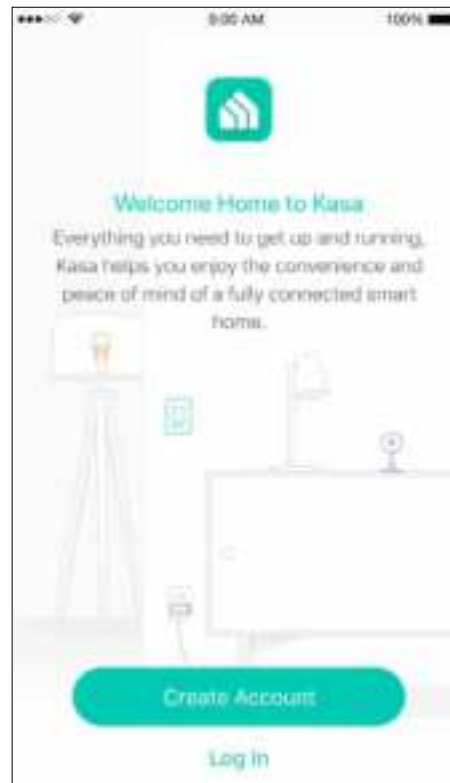 9:00 AM 100%
Welcome Home to Kasa
Everything you need to get up and running,
Kasa helps you enjoy the convenience and
peace of mind of a fully connected smart
home.
Create Account
Log In